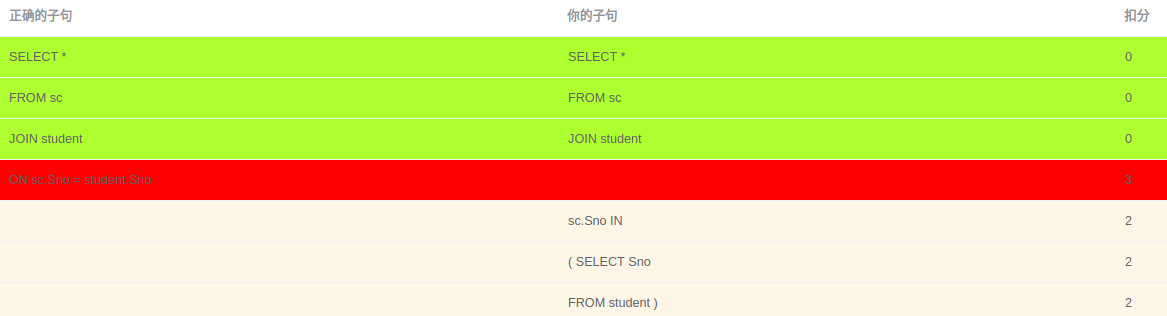 正确的子句 你的子句 扣分
SELECT * SELECT * 0
FROM sc FROM sc 0
JOIN student JOIN student 0
ON sc.Sno = student.Sno 3
sc.Sno IN 2
( SELECT Sno 2
FROM student ) 2